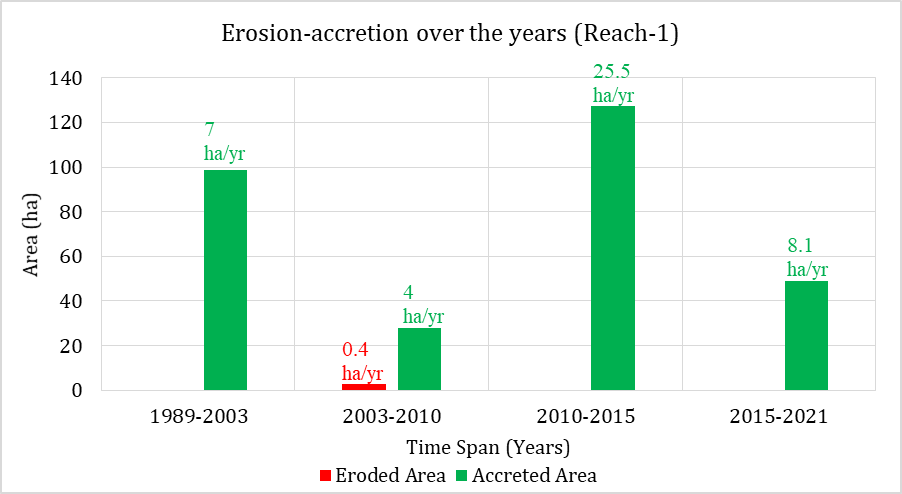 Erosion-accretion over the years (Reach-1)
140
120
100
80
60
40
20
0
Area (ha)
7
ha/yr
0.4
ha/yr
4
ha/yr
25.5
ha/yr
8.1
ha/yr
1989-2003
2003-2010
2010-2015
2015-2021
Time Span (Years)
Eroded Area
Accreted Area